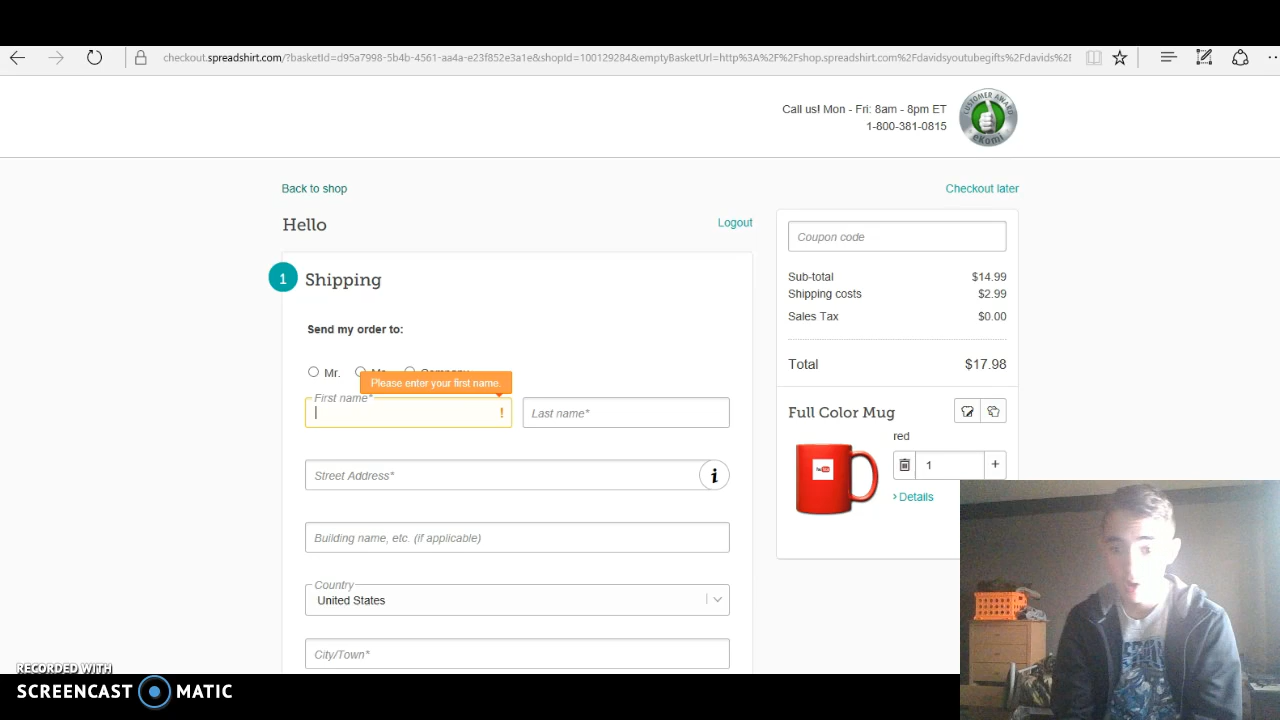 checkout.spreadshirt.com/?basketId=d95a7998-5b4b-4561-aa4a-e23f852e3a1e&shopId=100129284&emptyBasketUrl=http%3A%2F%2Fshop.spreadshirt.com%2Fdavidsyoutubegifts%2Fdavids%2E
Call us! Mon - Fri: 8am - 8pm ET
1-800-381-0815
CUSTOMER AWARD
eKomi
Back to shop
Checkout later
Hello
Logout
Coupon code
1 Shipping
Sub-total $14.99
Shipping costs $2.99
Sales Tax $0.00
Send my order to:
Total $17.98
Mr.
Please enter your first name.
First name*
!
Last name*
Full Color Mug
red
1 +
Street Address*
i
› Details
Building name, etc. (if applicable)
Country
United States
City/Town*
RECORDED WITH
SCREENCAST MATIC